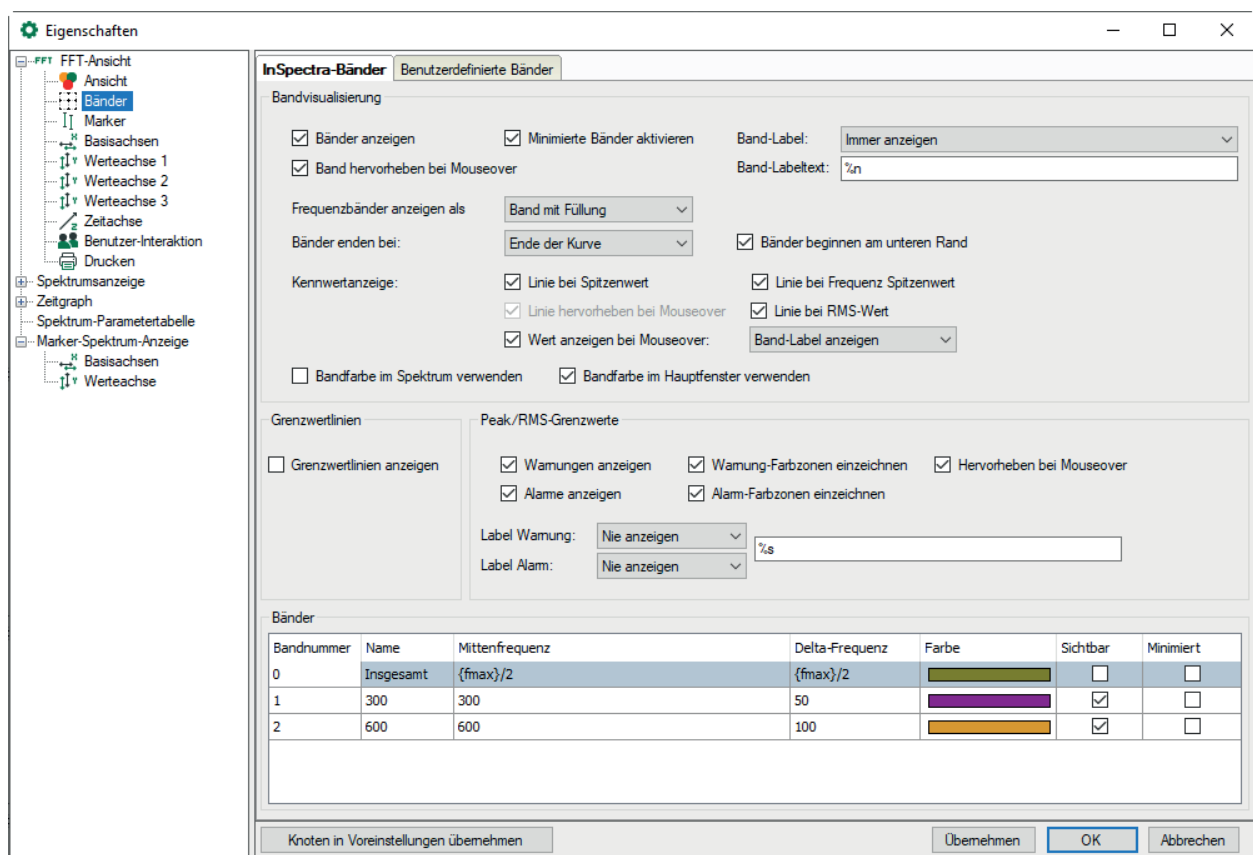 Eigenschaften
FFT FFT-Ansicht
Ansicht
Bänder
Marker
Basisachsen
Werteachse 1
Werteachse 2
Werteachse 3
Zeitachse
Benutzer-Interaktion
Drucken
Spektrumsanzeige
Zeitgraph
Spektrum-Parametertabelle
Marker-Spektrum-Anzeige
Basisachsen
Werteachse
InSpectra-Bänder Benutzerdefinierte Bänder
Bandvisualisierung
Bänder anzeigen Minimierte Bänder aktivieren Band-Label: Immer anzeigen
Band hervorheben bei Mouseover Band-Labeltext: %n
Frequenzbänder anzeigen als Band mit Füllung
Bänder enden bei: Ende der Kurve Bänder beginnen am unteren Rand
Kennwertanzeige: Linie bei Spitzenwert Linie bei Frequenz Spitzenwert
Linie hervorheben bei Mouseover Linie bei RMS-Wert
Wert anzeigen bei Mouseover: Band-Label anzeigen
Bandfarbe im Spektrum verwenden Bandfarbe im Hauptfenster verwenden
Grenzwertlinien
Grenzwertlinien anzeigen
Peak/RMS-Grenzwerte
Warnungen anzeigen Warnung-Farbzonen einzeichnen Hervorheben bei Mouseover
Alarme anzeigen Alarm-Farbzonen einzeichnen
Label Warnung: Nie anzeigen %s
Label Alarm: Nie anzeigen
Bänder
Bandnummer Name Mittenfrequenz Delta-Frequenz Farbe Sichtbar Minimiert
0 Insgesamt {fmax}/2 {fmax}/2
1 300 300 50
2 600 600 100
Knoten in Voreinstellungen übernehmen Übernehmen OK Abbrechen